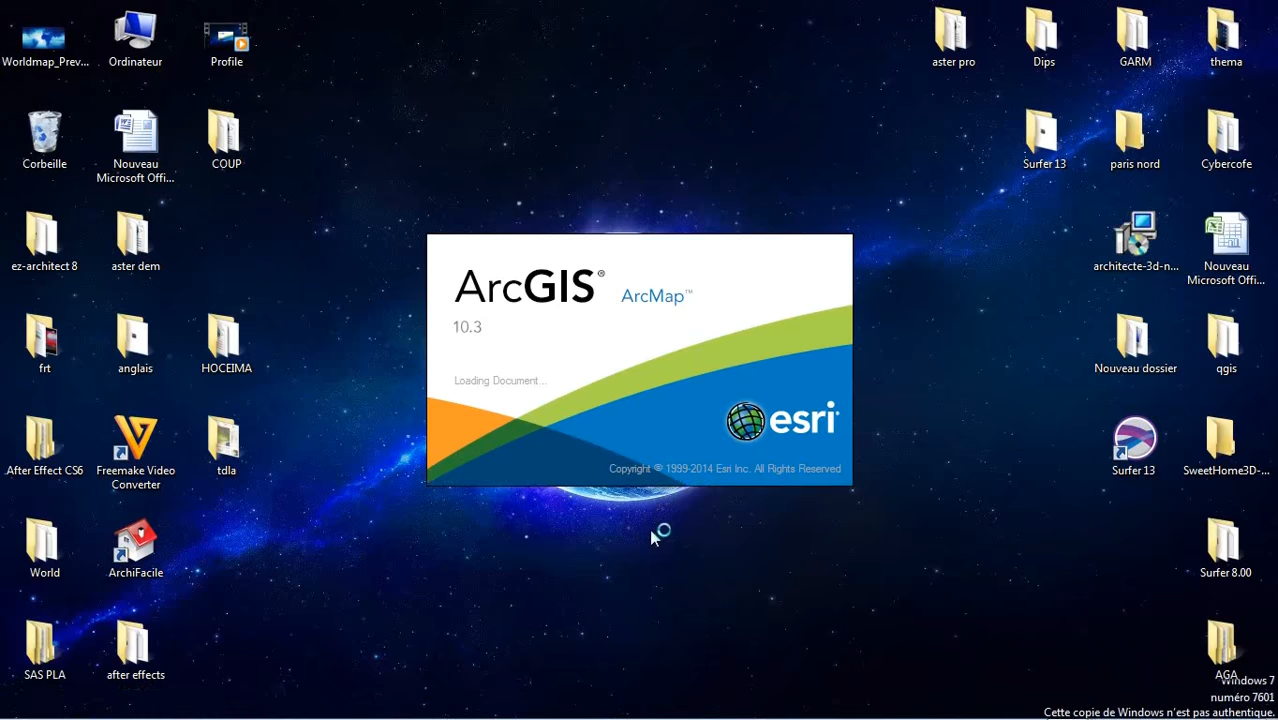 Worldmap_Prev...
Ordinateur
Profile
aster pro
Dips
GARM
thema
Corbeille
Nouveau
Microsoft Offi...
COUP
Surfer 13
paris nord
Cybercofe
ez-architect 8
aster dem
architecte-3d-n...
Nouveau
Microsoft Offi...
ArcGIS® ArcMap™
10.3
Loading Document...
esri®
Copyright © 1999-2014 Esri Inc. All Rights Reserved
frt
anglais
HOCEIMA
Nouveau dossier
qgis
.After Effect CS6
Freemake Video
Converter
tdla
Surfer 13
SweetHome3D-...
World
ArchiFacile
Surfer 8.00
SAS PLA
after effects
AGA
Windows 7
numéro 7601
Cette copie de Windows n'est pas authentique.